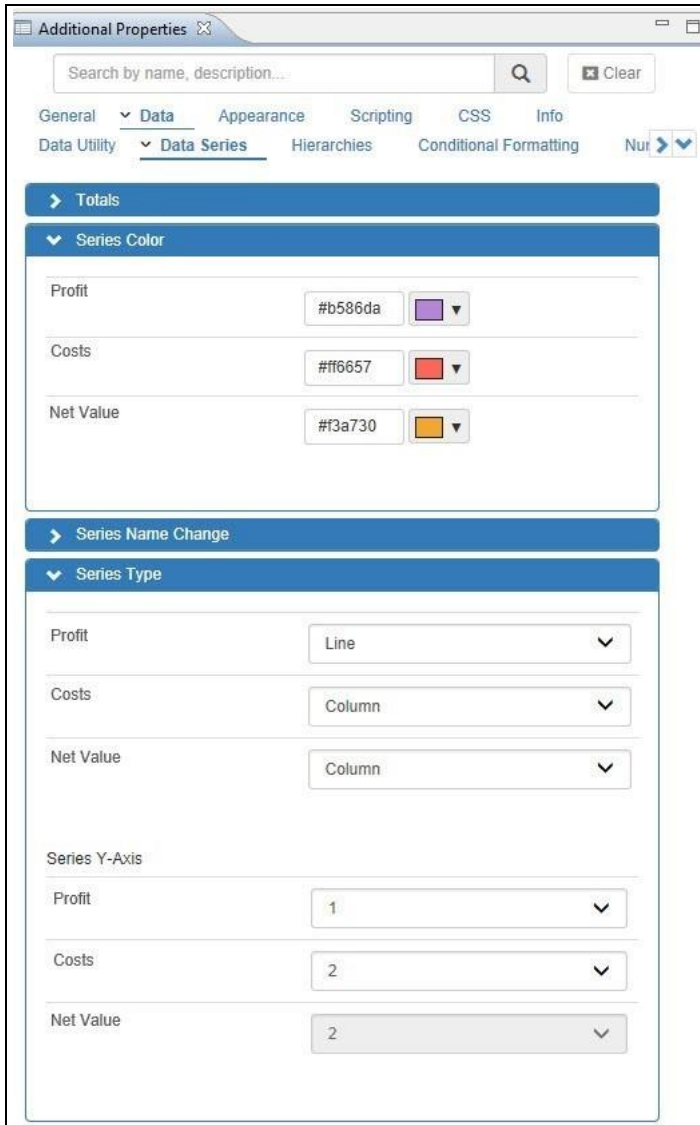 Additional Properties
Search by name, description... Clear
General Data Appearance Scripting CSS Info
Data Utility Data Series Hierarchies Conditional Formatting
Totals
Series Color
Profit #b586da
Costs #ff6657
Net Value #f3a730
Series Name Change
Series Type
Profit Line
Costs Column
Net Value Column
Series Y-Axis
Profit 1
Costs 2
Net Value 2